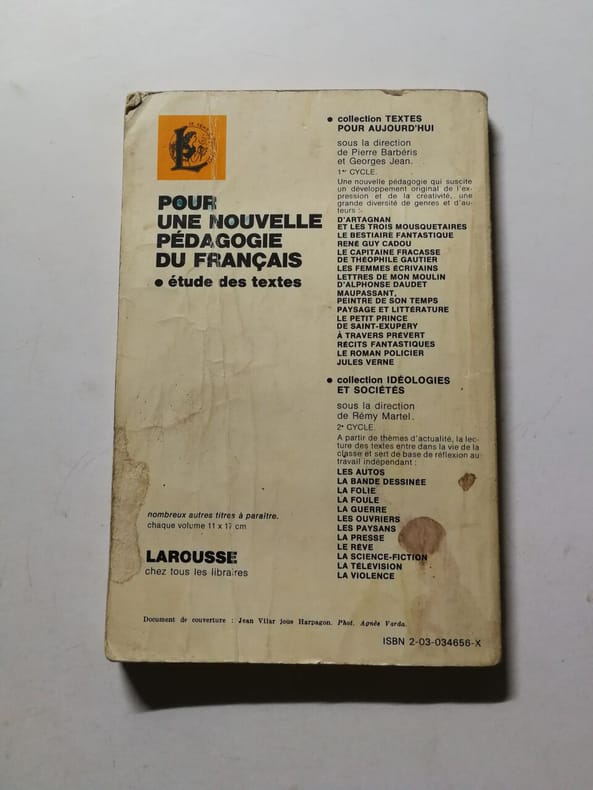 POUR
UNE NOUVELLE
PÉDAGOGIE
DU FRANÇAIS
● étude des textes
nombreux autres titres à paraître.
chaque volume 11 x 17 cm
LAROUSSE
chez tous les libraires
● collection TEXTES
POUR AUJOURD'HUI
sous la direction
de Pierre Barbéris
et Georges Jean.
1er CYCLE.
Une nouvelle pédagogie qui suscite
un développement original de l'ex-
pression et de la créativité, une
grande diversité de genres et d'au-
teurs :
D'ARTAGNAN
ET LES TROIS MOUSQUETAIRES
LE BESTIAIRE FANTASTIQUE
RENÉ GUY CADOU
LE CAPITAINE FRACASSE
DE THÉOPHILE GAUTIER
LES FEMMES ÉCRIVAINS
LETTRES DE MON MOULIN
D'ALPHONSE DAUDET
MAUPASSANT,
PEINTRE DE SON TEMPS
PAYSAGE ET LITTÉRATURE
LE PETIT PRINCE
DE SAINT-EXUPÉRY
À TRAVERS PRÉVERT
RÉCITS FANTASTIQUES
LE ROMAN POLICIER
JULES VERNE
● collection IDÉOLOGIES
ET SOCIÉTÉS
sous la direction
de Rémy Martel.
2e CYCLE.
A partir de thèmes d'actualité, la lec-
ture des textes entre dans la vie de la
classe et sert de base de réflexion au
travail indépendant :
LES AUTOS
LA BANDE DESSINÉE
LA FOLIE
LA FOULE
LA GUERRE
LES OUVRIERS
LES PAYSANS
LA PRESSE
LE RÊVE
LA SCIENCE-FICTION
LA TÉLÉVISION
LA VIOLENCE
Document de couverture : Jean Vilar joue Harpagon. Phot. Agnès Varda.
ISBN 2-03-034656-X